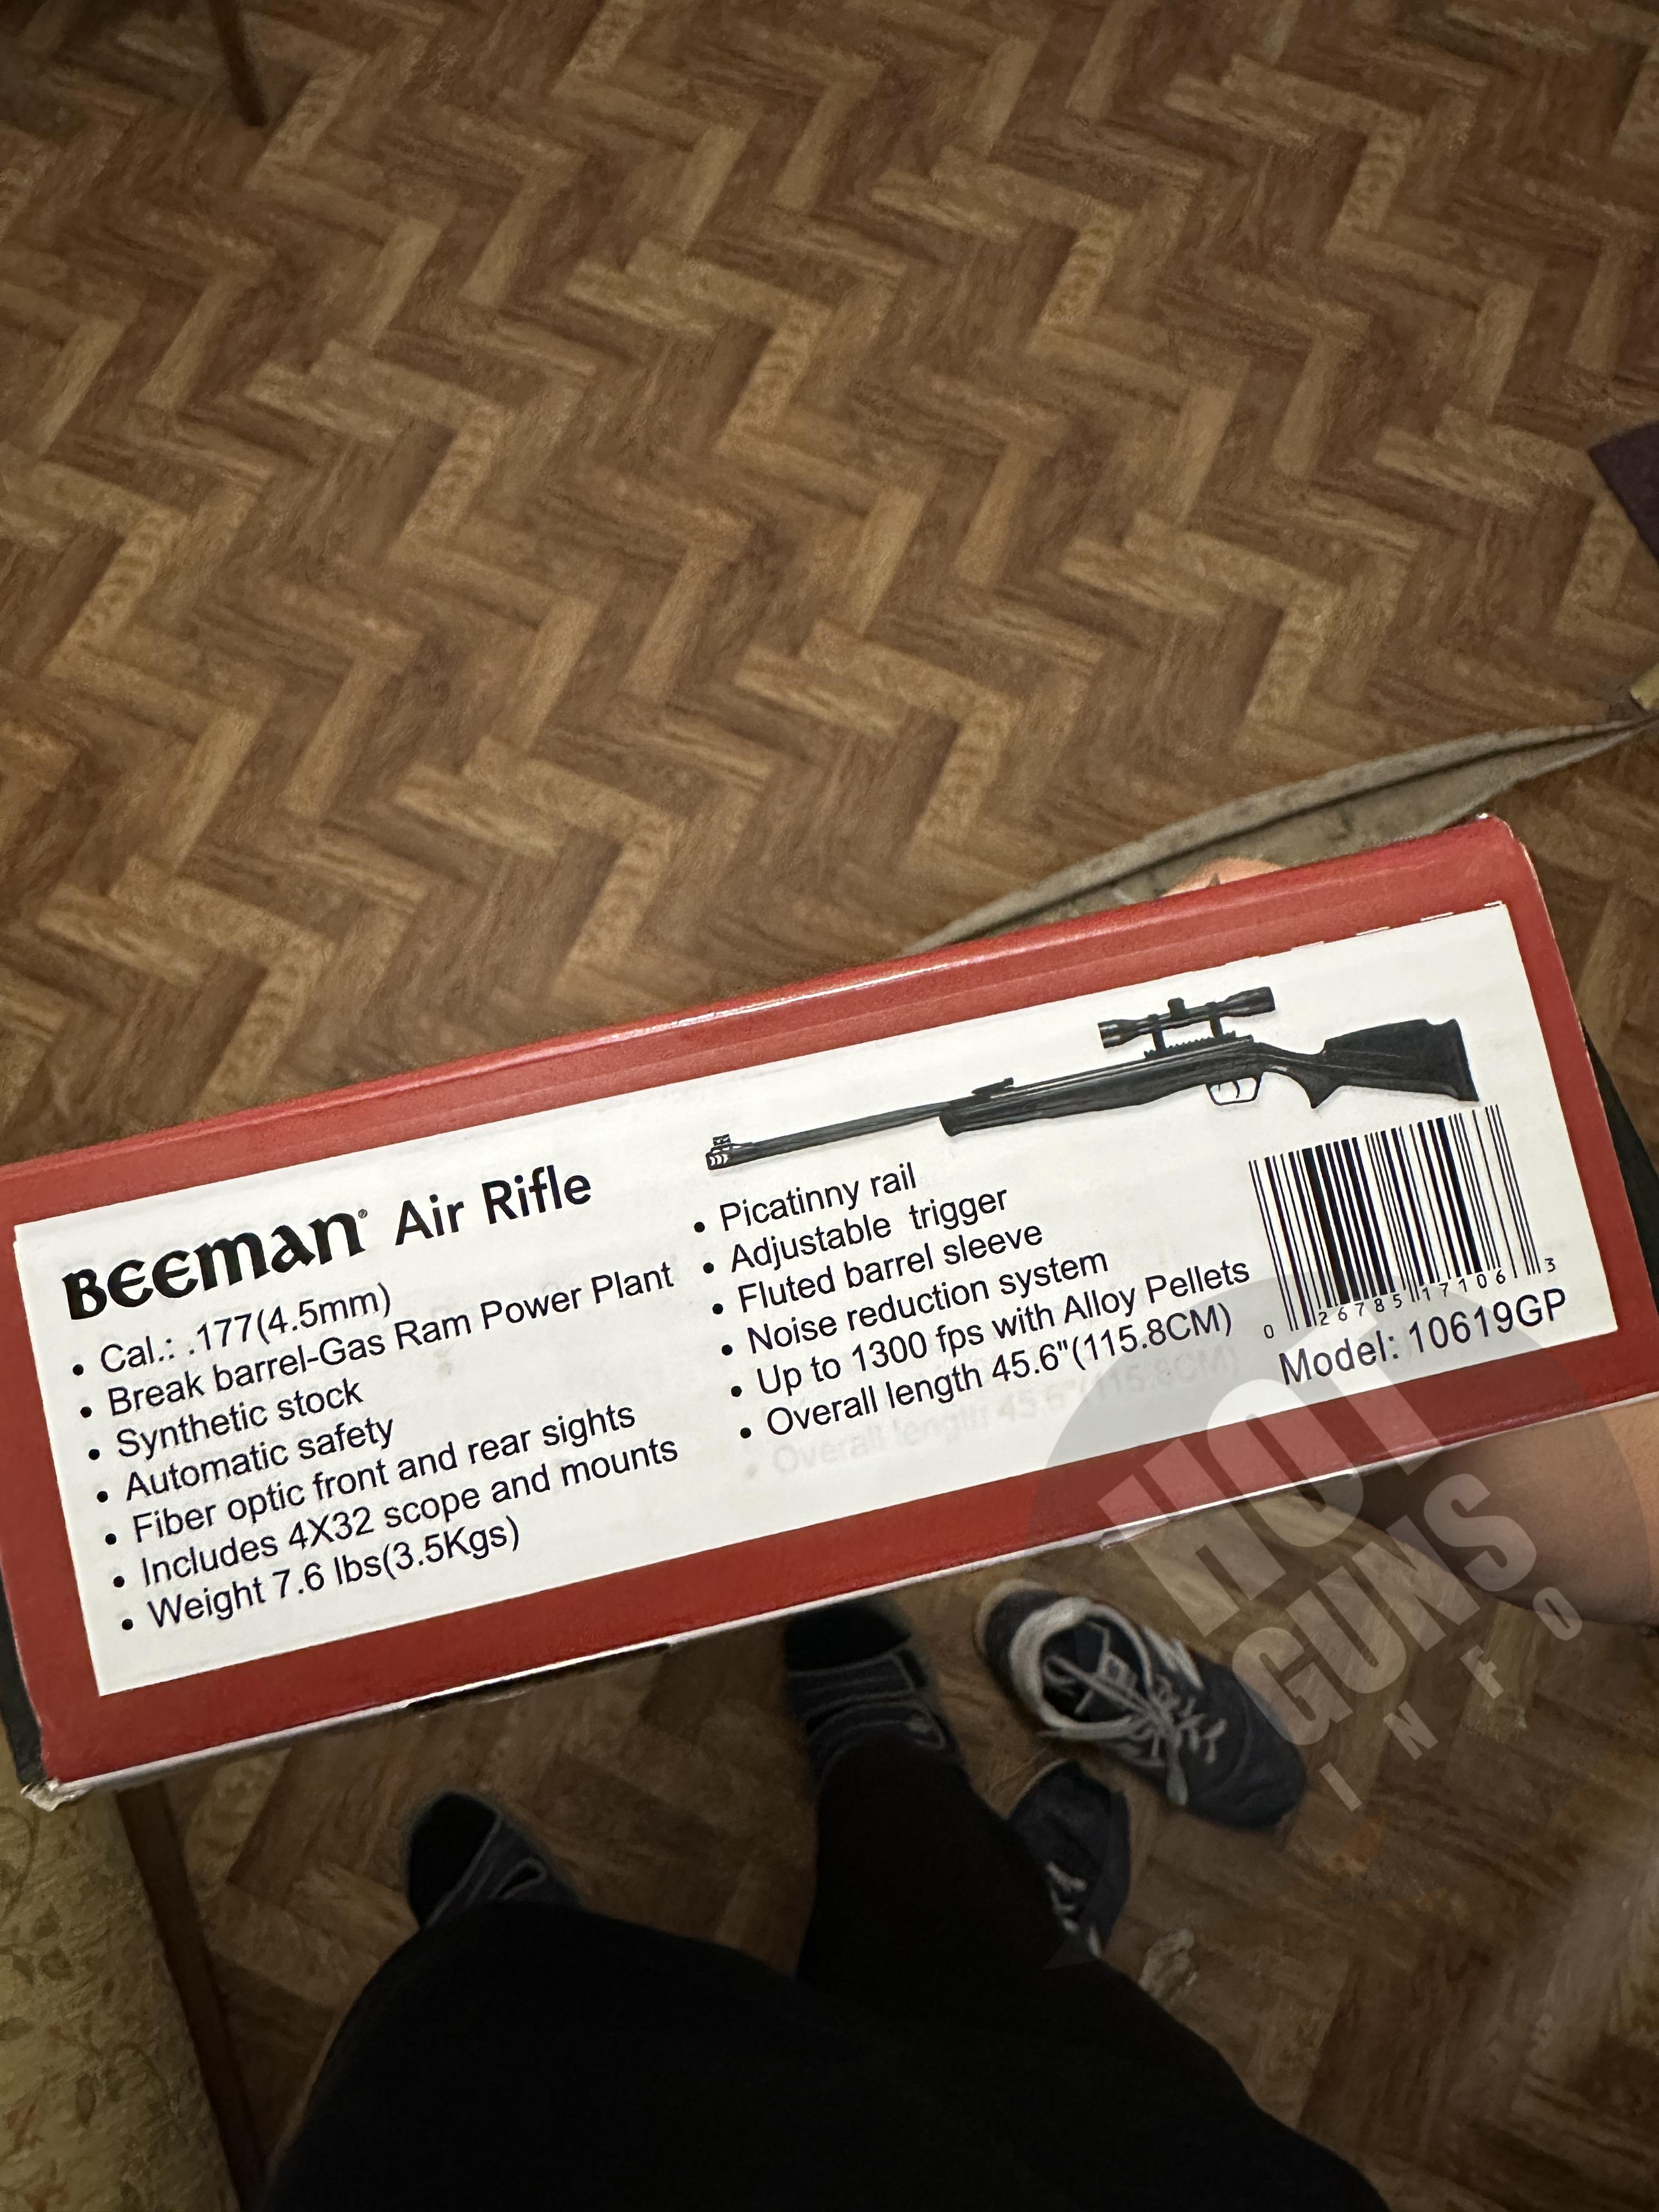 BEEMAN® Air Rifle
• Cal.: .177(4.5mm)
• Break barrel-Gas Ram Power Plant
• Synthetic stock
• Automatic safety
• Fiber optic front and rear sights
• Includes 4X32 scope and mounts
• Weight 7.6 lbs(3.5Kgs)
• Picatinny rail
• Adjustable trigger
• Fluted barrel sleeve
• Noise reduction system
• Up to 1300 fps with Alloy Pellets
• Overall length 45.6"(115.8CM)
0 26785 17106 3
Model: 10619GP
HOT
GUNS
INFO